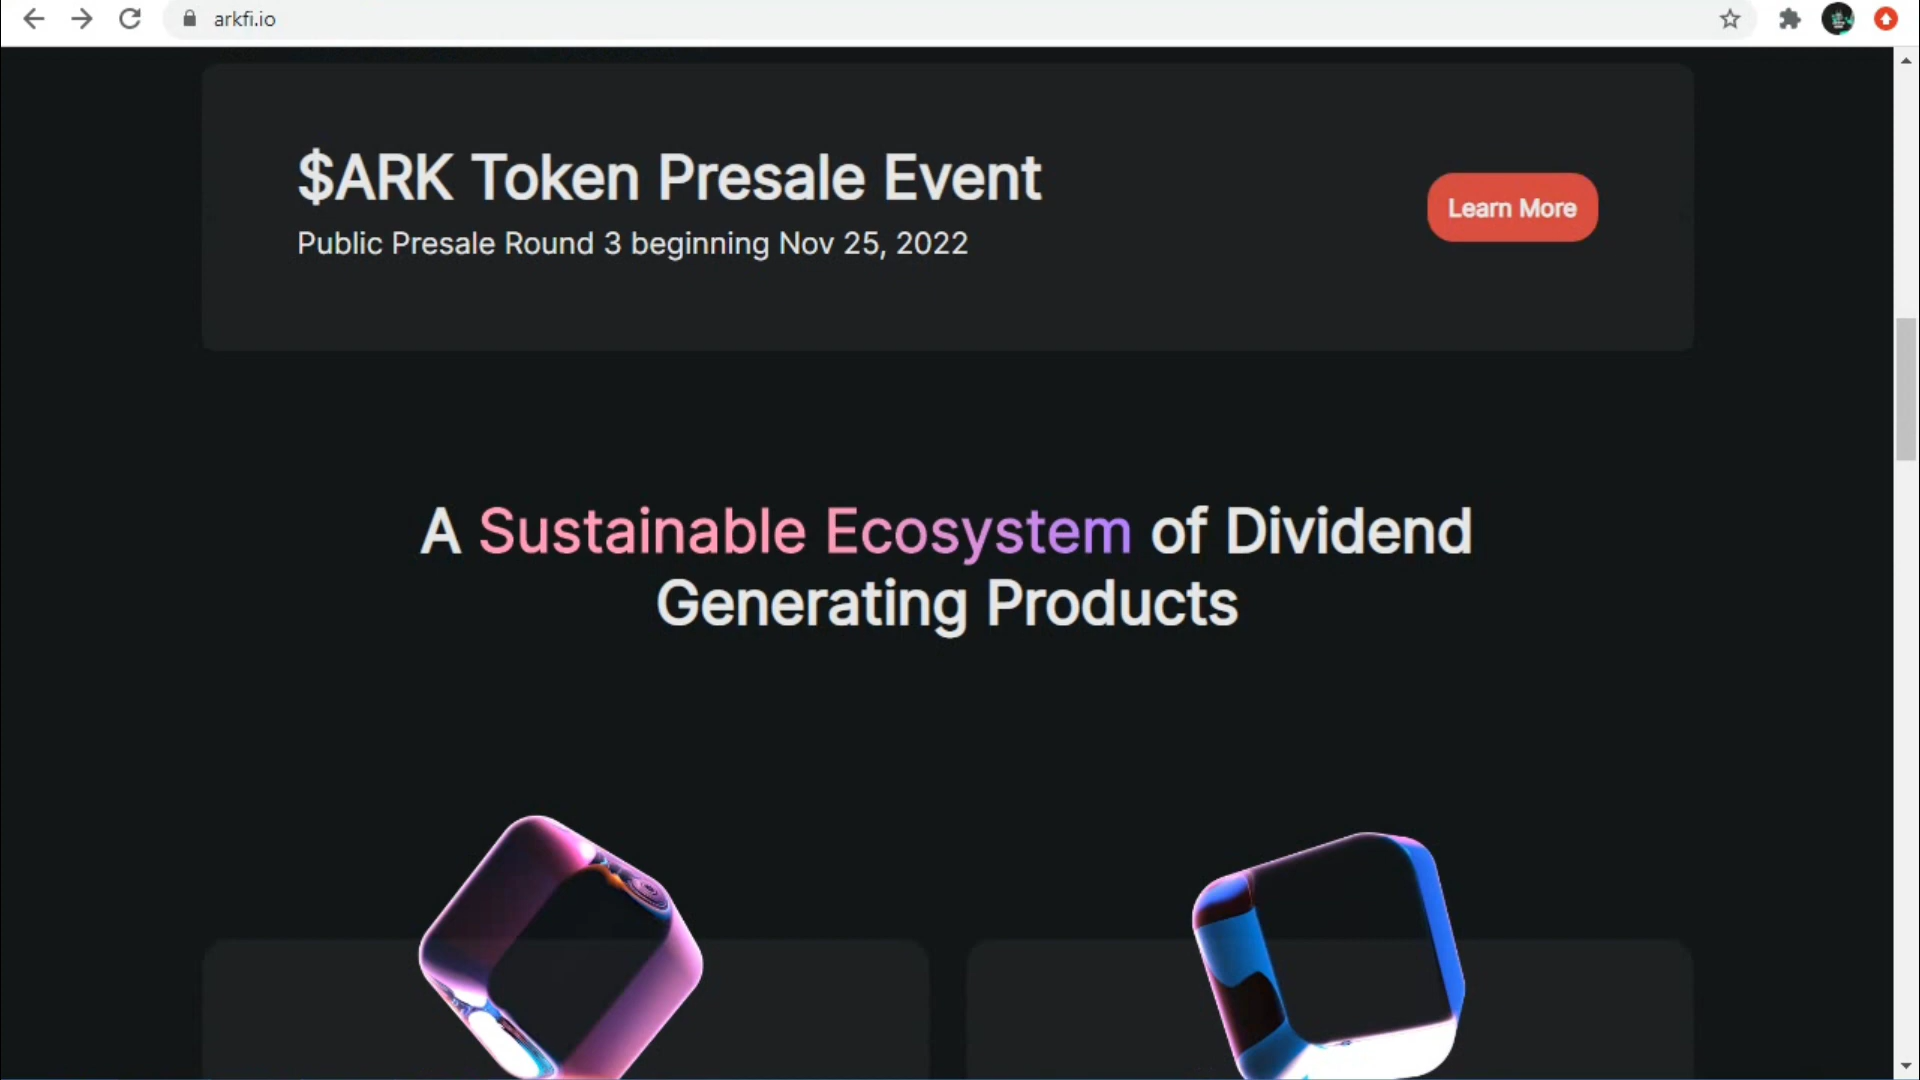 arkfi.io
$ARK Token Presale Event
Public Presale Round 3 beginning Nov 25, 2022
Learn More
A Sustainable Ecosystem of Dividend
Generating Products